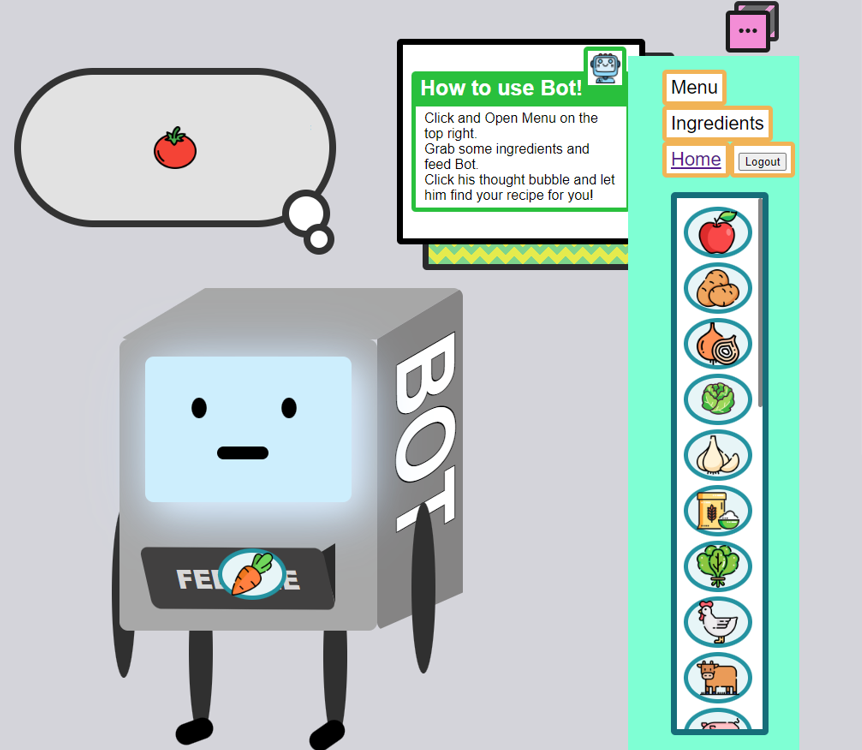 How to use Bot!
Click and Open Menu on the
top right.
Grab some ingredients and
feed Bot.
Click his thought bubble and let
him find your recipe for you!
Menu
Ingredients
Home
Logout
BOT